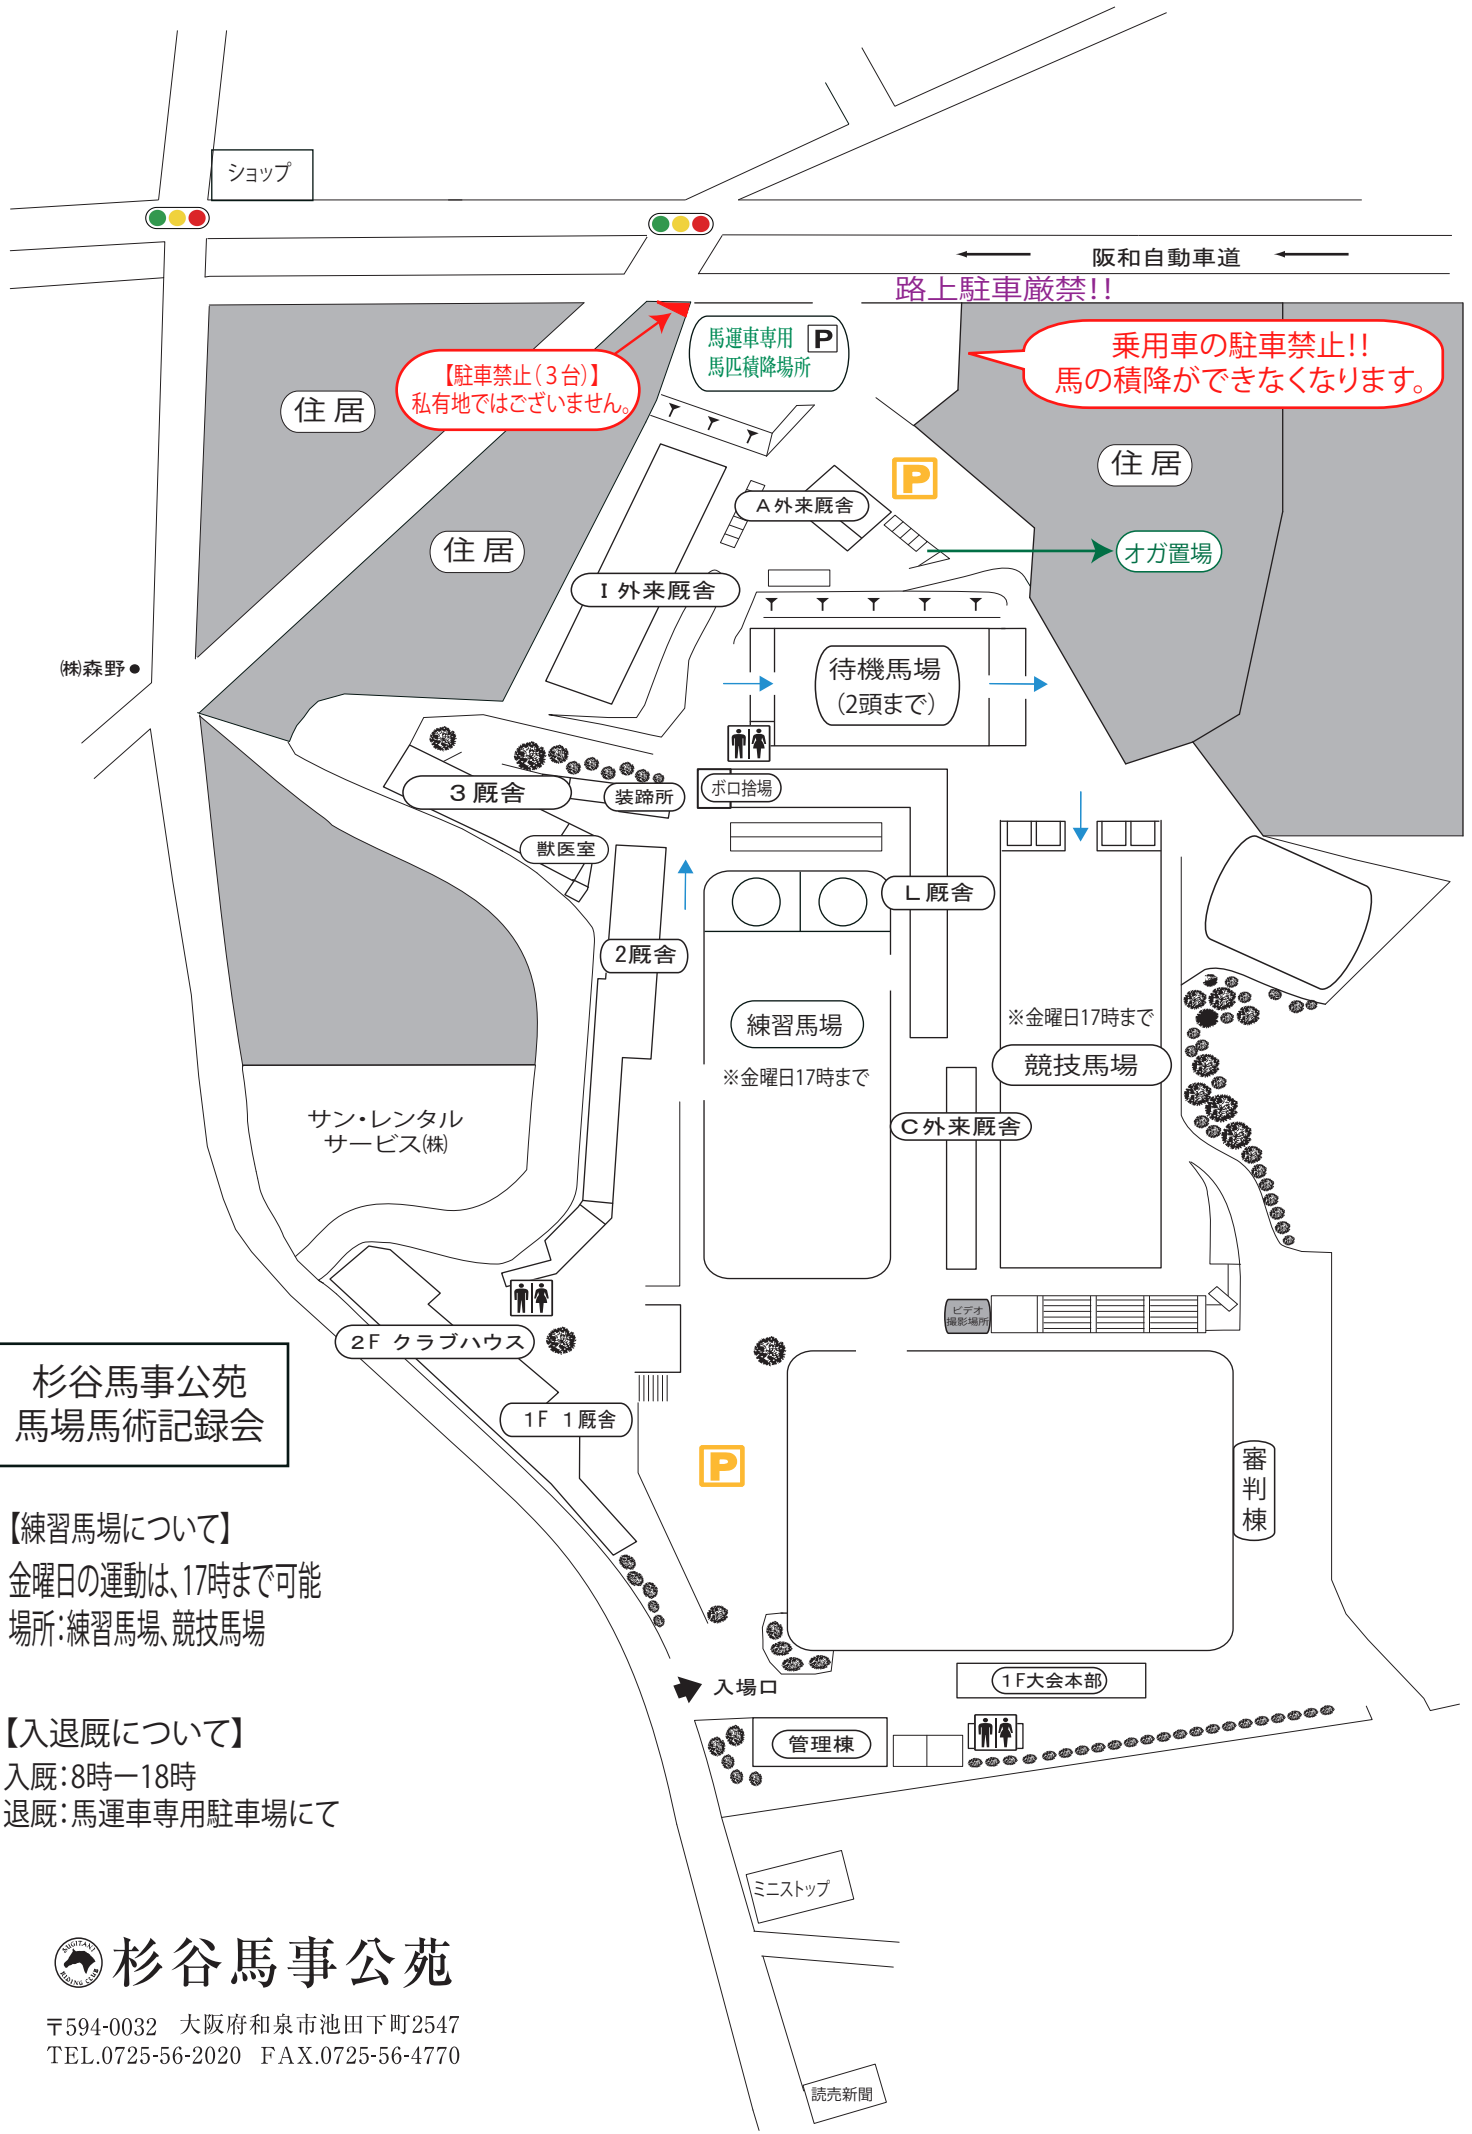 ショップ
阪和自動車道
路上駐車厳禁!!
馬運車専用 P
馬匹積降場所
乗用車の駐車禁止!!
馬の積降ができなくなります。
【駐車禁止(3台)】
私有地ではございません。
住居
住居
住居
P
A外来厩舎
オガ置場
I 外来厩舎
待機馬場
(2頭まで)
㈱森野●
3厩舎
装蹄所
ボロ捨場
獣医室
L厩舎
2厩舎
練習馬場
※金曜日17時まで
※金曜日17時まで
競技馬場
サン・レンタル
サービス㈱
C外来厩舎
ビデオ
撮影場所
2F クラブハウス
1F 1厩舎
杉谷馬事公苑
馬場馬術記録会
P
審判棟
【練習馬場について】
金曜日の運動は、17時まで可能
場所:練習馬場、競技馬場
入場口
1F大会本部
管理棟
【入退厩について】
入厩:8時ー18時
退厩:馬運車専用駐車場にて
ミニストップ
SUGITANI
RIDING CLUB
杉谷馬事公苑
〒594-0032 大阪府和泉市池田下町2547
TEL.0725-56-2020 FAX.0725-56-4770
読売新聞